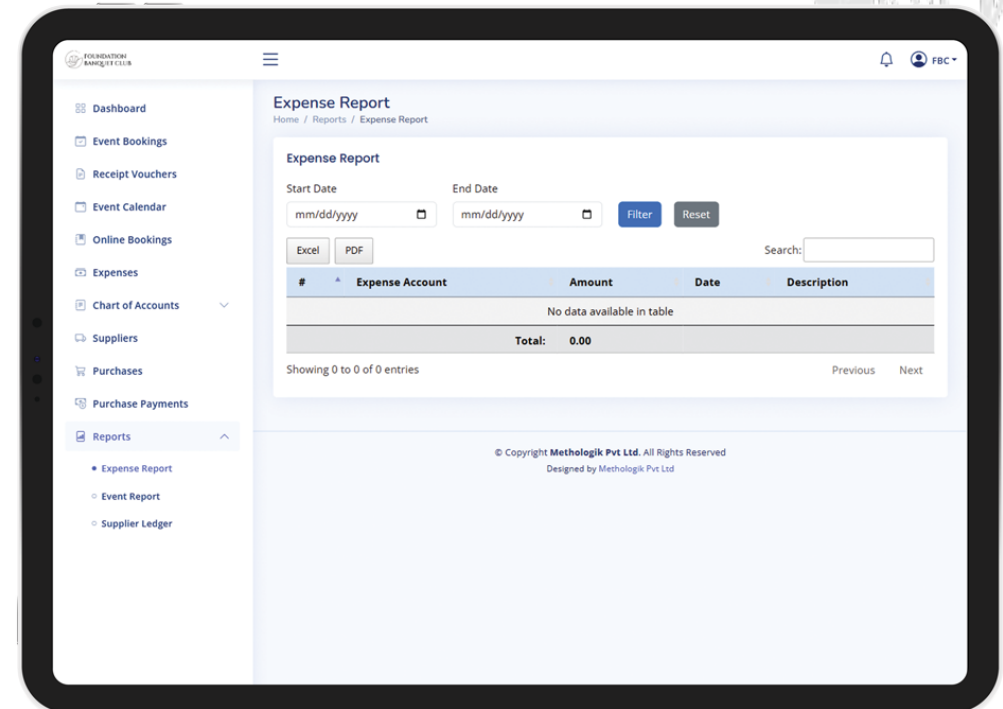 FOUNDATION
BANQUET CLUB
FBC
Dashboard
Event Bookings
Receipt Vouchers
Event Calendar
Online Bookings
Expenses
Chart of Accounts
Suppliers
Purchases
Purchase Payments
Reports
Expense Report
Event Report
Supplier Ledger
Expense Report
Home / Reports / Expense Report
Expense Report
Start Date End Date
mm/dd/yyyy mm/dd/yyyy Filter Reset
Excel PDF Search:
# Expense Account Amount Date Description
No data available in table
Total: 0.00
Showing 0 to 0 of 0 entries Previous Next
© Copyright Methologik Pvt Ltd. All Rights Reserved
Designed by Methologik Pvt Ltd